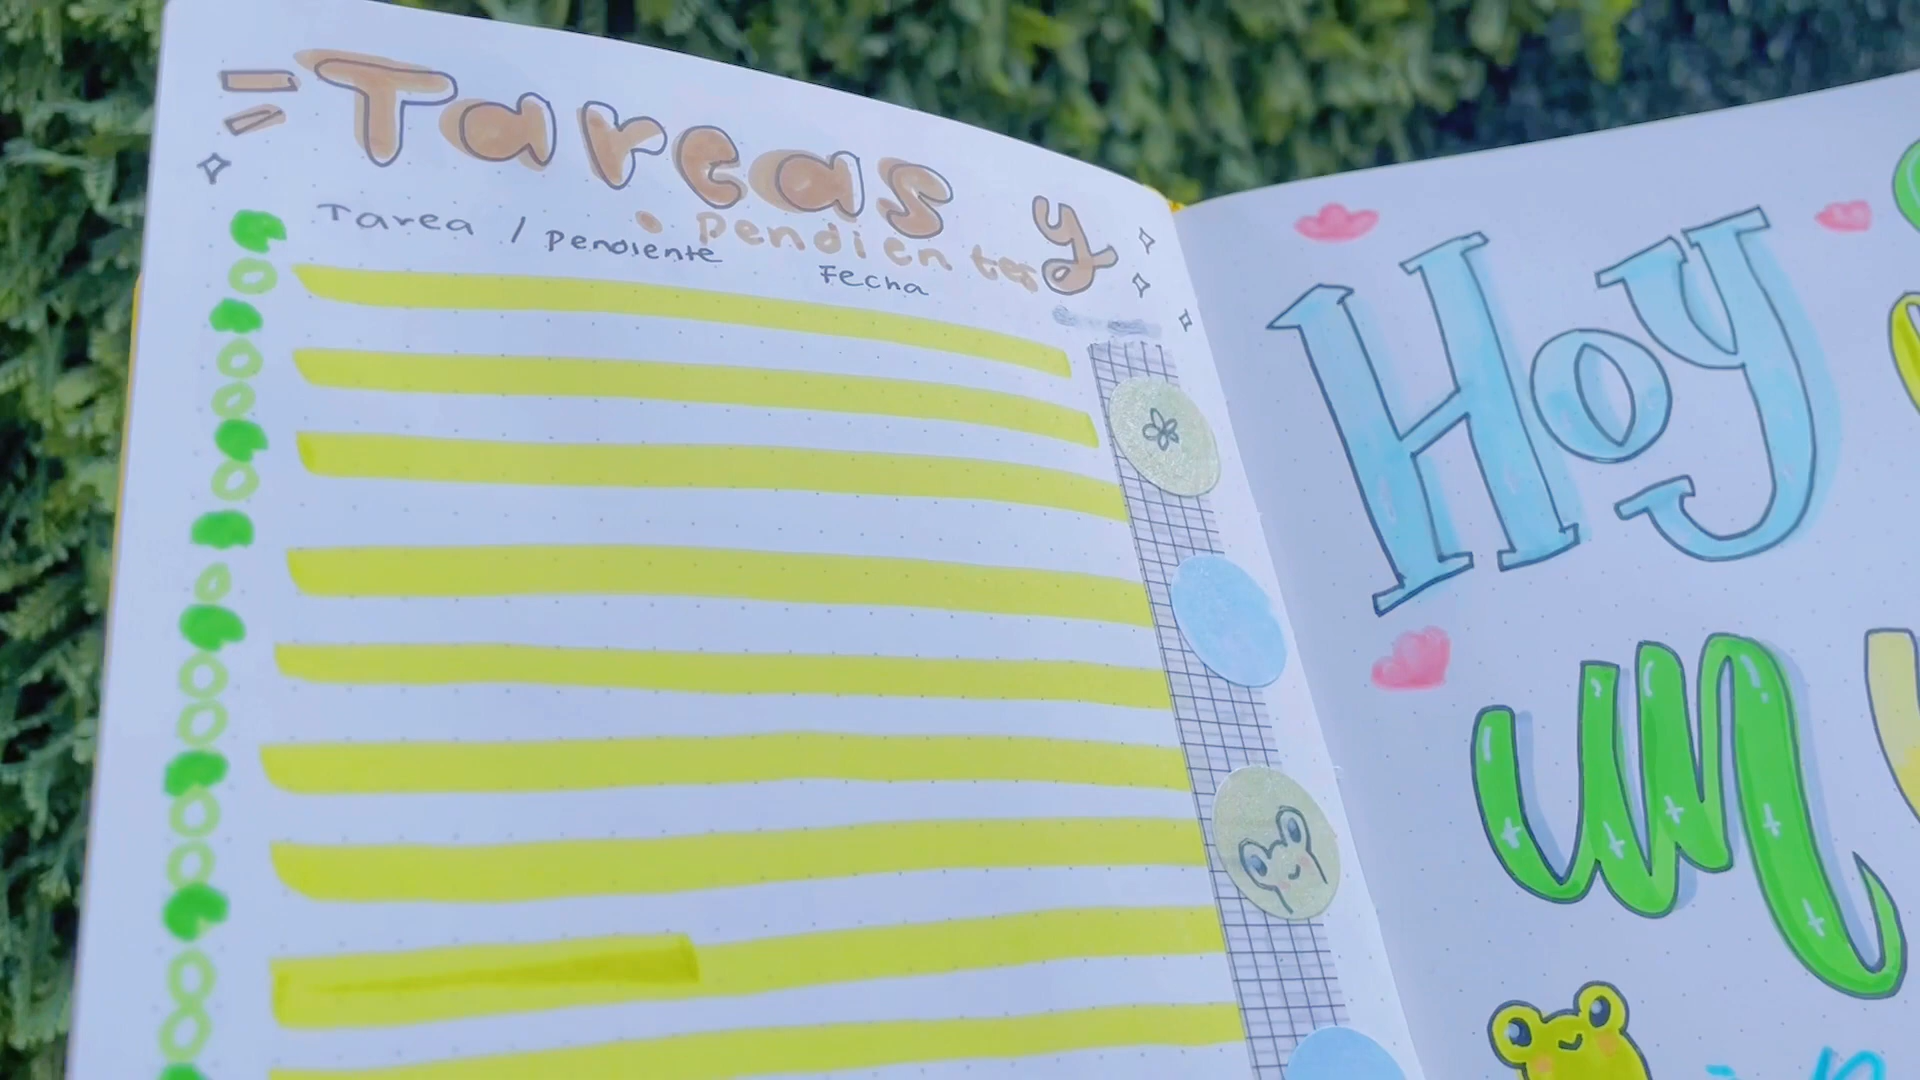 Tareas y
• pendientes
Tarea / pendiente
Fecha
Hoy
un